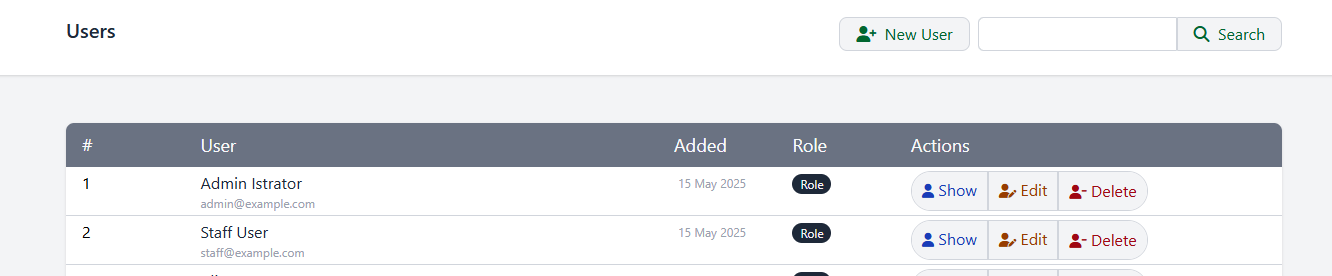 Users
New User
Search
# User Added Role Actions
1 Admin Istrator 15 May 2025 Role Show Edit Delete
admin@example.com
2 Staff User 15 May 2025 Role Show Edit Delete
staff@example.com